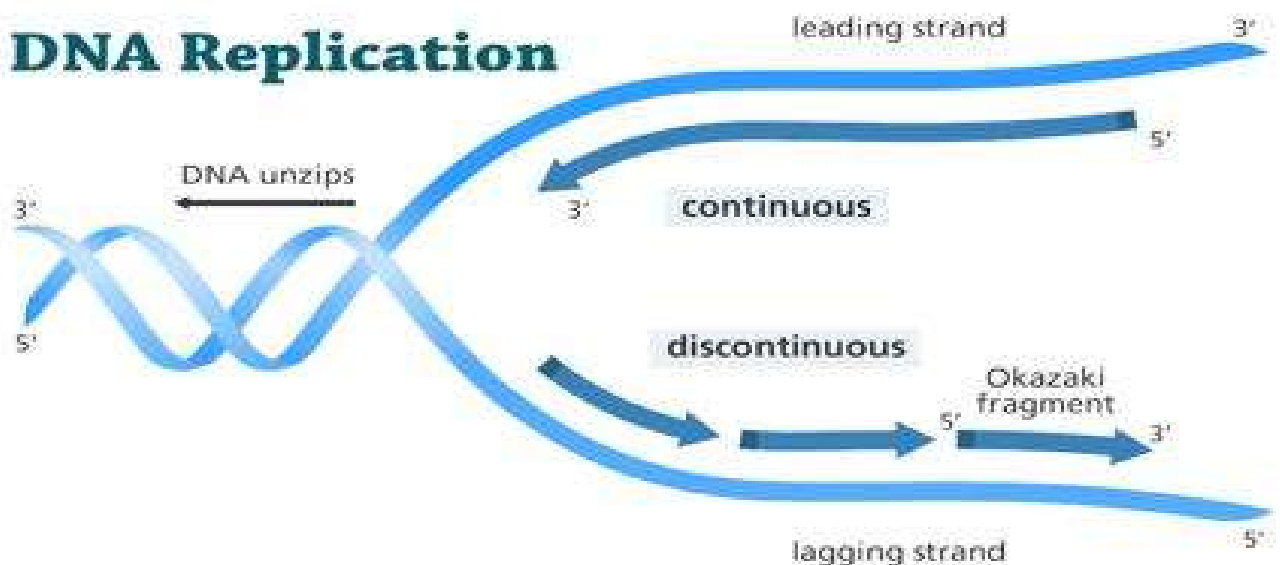 DNA Replication
leading strand
3'
5'
DNA unzips
3'
3'
continuous
5'
discontinuous
Okazaki
fragment
5'
3'
lagging strand
5'